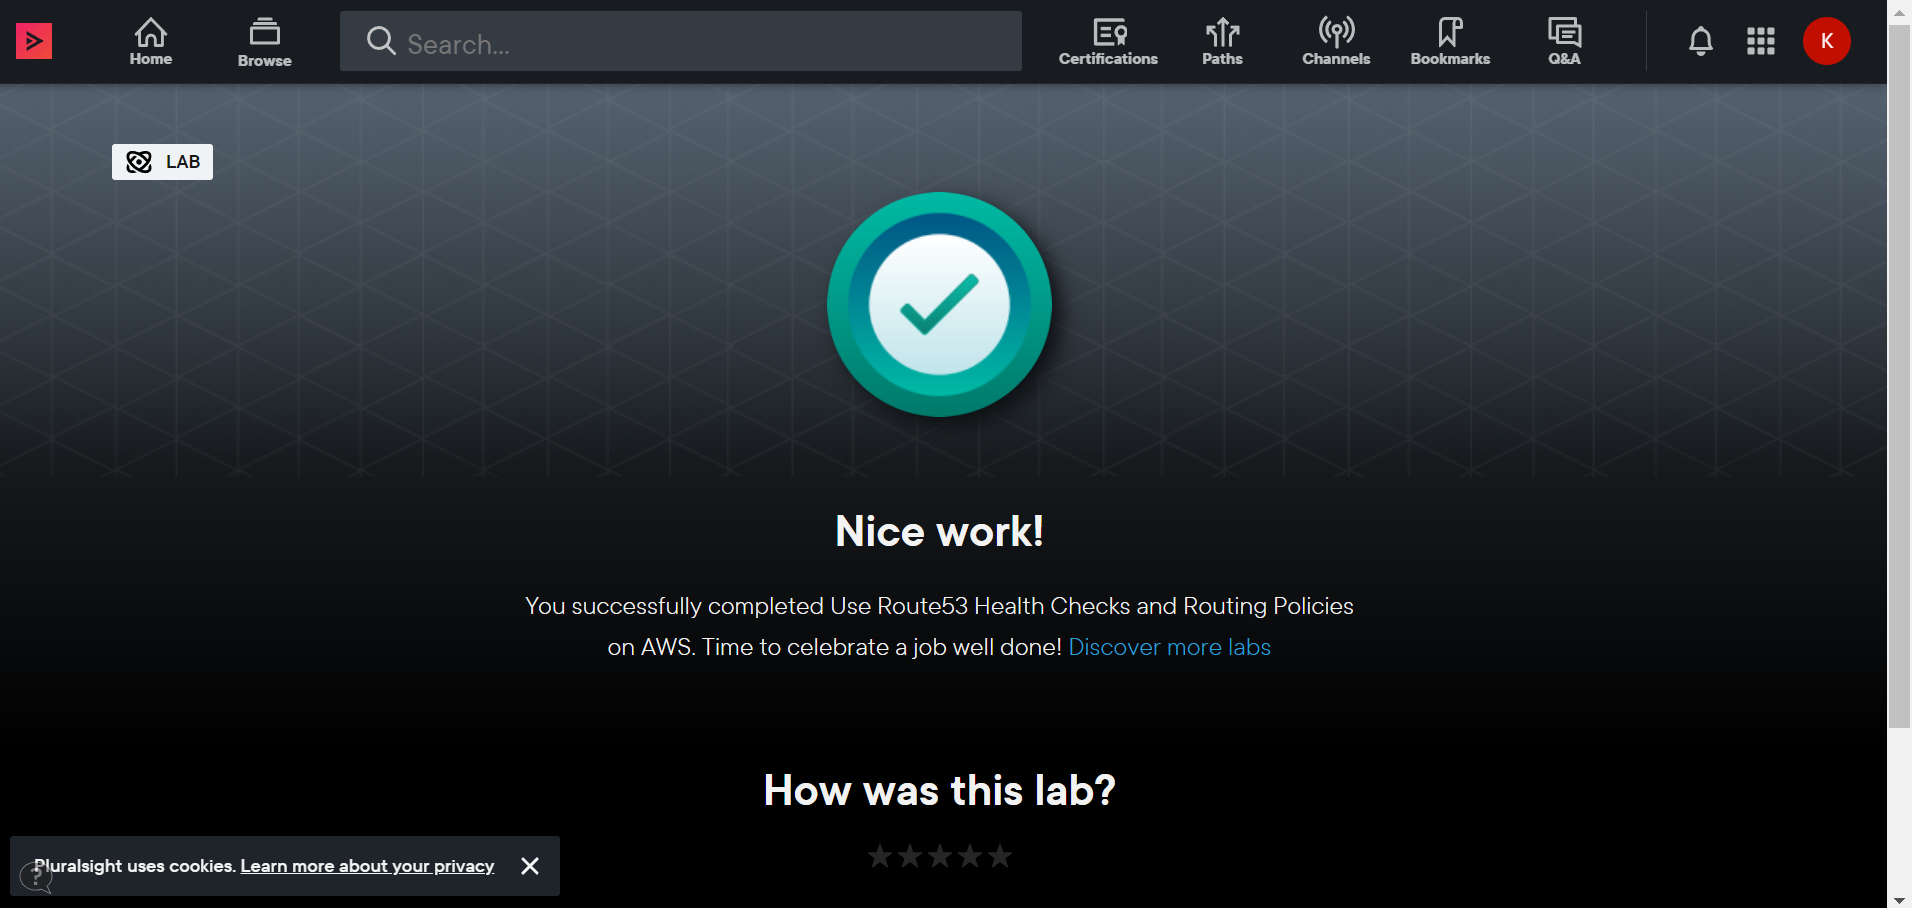 Home
Browse
Search...
Certifications
Paths
Channels
Bookmarks
Q&A
K
LAB
Nice work!
You successfully completed Use Route53 Health Checks and Routing Policies
on AWS. Time to celebrate a job well done! Discover more labs
How was this lab?
Pluralsight uses cookies. Learn more about your privacy
?